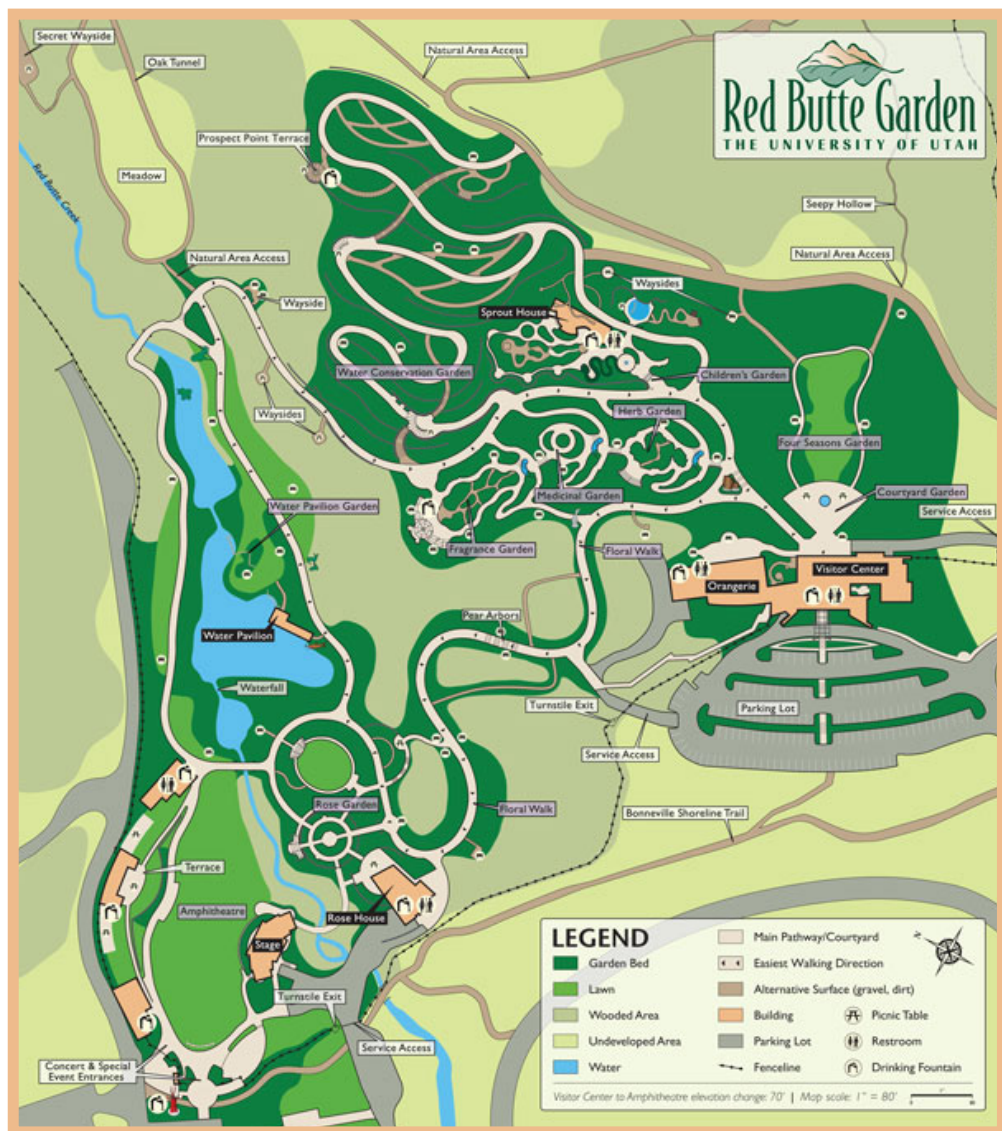 Secret Wayside
Oak Tunnel
Natural Area Access
Red Butte Garden
THE UNIVERSITY OF UTAH
Prospect Point Terrace
Red Butte Creek
Meadow
Seepy Hollow
Natural Area Access
Natural Area Access
Wayside
Waysides
Sprout House
Water Conservation Garden
Children's Garden
Waysides
Herb Garden
Four Seasons Garden
Medicinal Garden
Courtyard Garden
Water Pavilion Garden
Service Access
Fragrance Garden
Floral Walk
Visitor Center
Orangerie
Pear Arbors
Water Pavilion
Waterfall
Turnstile Exit
Parking Lot
Service Access
Rose Garden
Floral Walk
Bonneville Shoreline Trail
Terrace
Amphitheatre
Rose House
Stage
Turnstile Exit
Service Access
Concert & Special
Event Entrances
LEGEND
Garden Bed
Lawn
Wooded Area
Undeveloped Area
Water
Main Pathway/Courtyard
Easiest Walking Direction
Alternative Surface (gravel, dirt)
Building
Parking Lot
Fenceline
Picnic Table
Restroom
Drinking Fountain
N
Visitor Center to Amphitheatre elevation change: 70' | Map scale: 1" = 80'